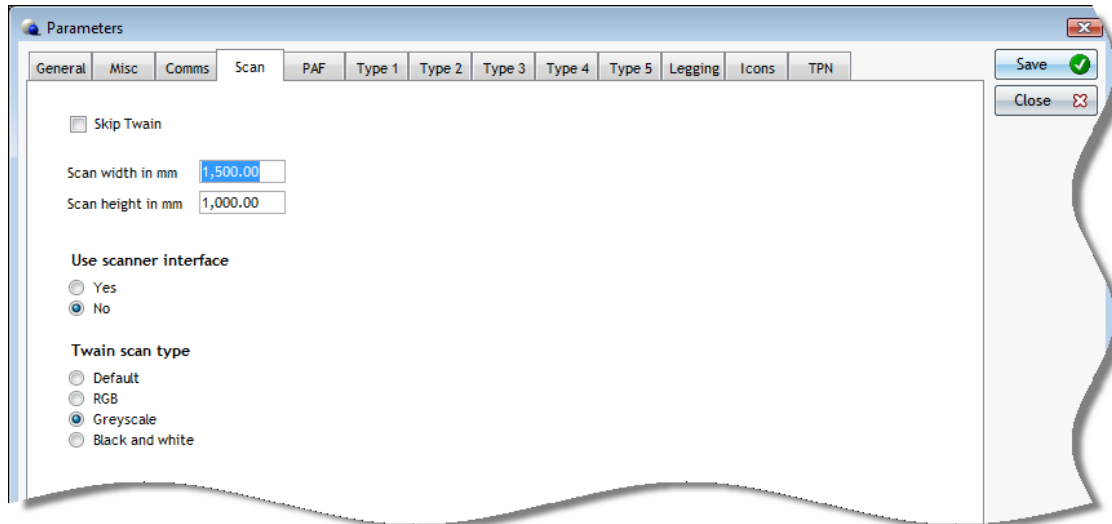 Parameters
General Misc Comms Scan PAF Type 1 Type 2 Type 3 Type 4 Type 5 Legging Icons TPN
Save
Close
Skip Twain
Scan width in mm 1,500.00
Scan height in mm 1,000.00
Use scanner interface
Yes
No
Twain scan type
Default
RGB
Greyscale
Black and white